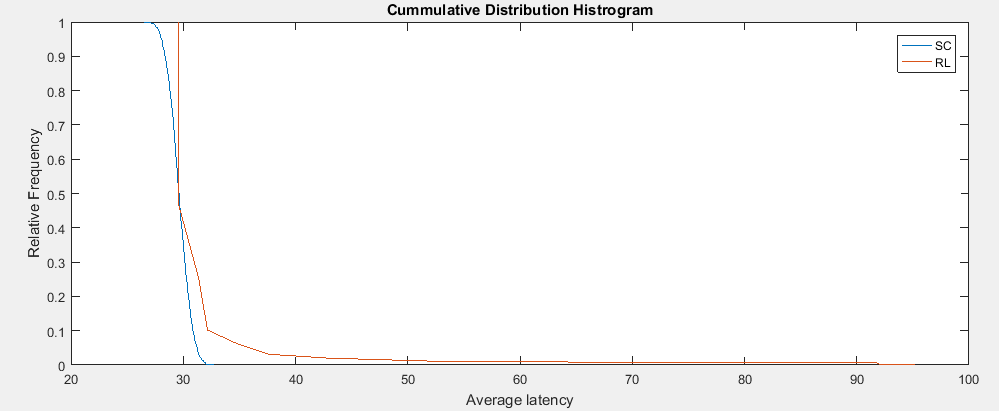 Cummulative Distribution Histrogram
1
0.9
0.8
0.7
0.6
0.5
0.4
0.3
0.2
0.1
0
Relative Frequency
SC
RL
20 30 40 50 60 70 80 90 100
Average latency